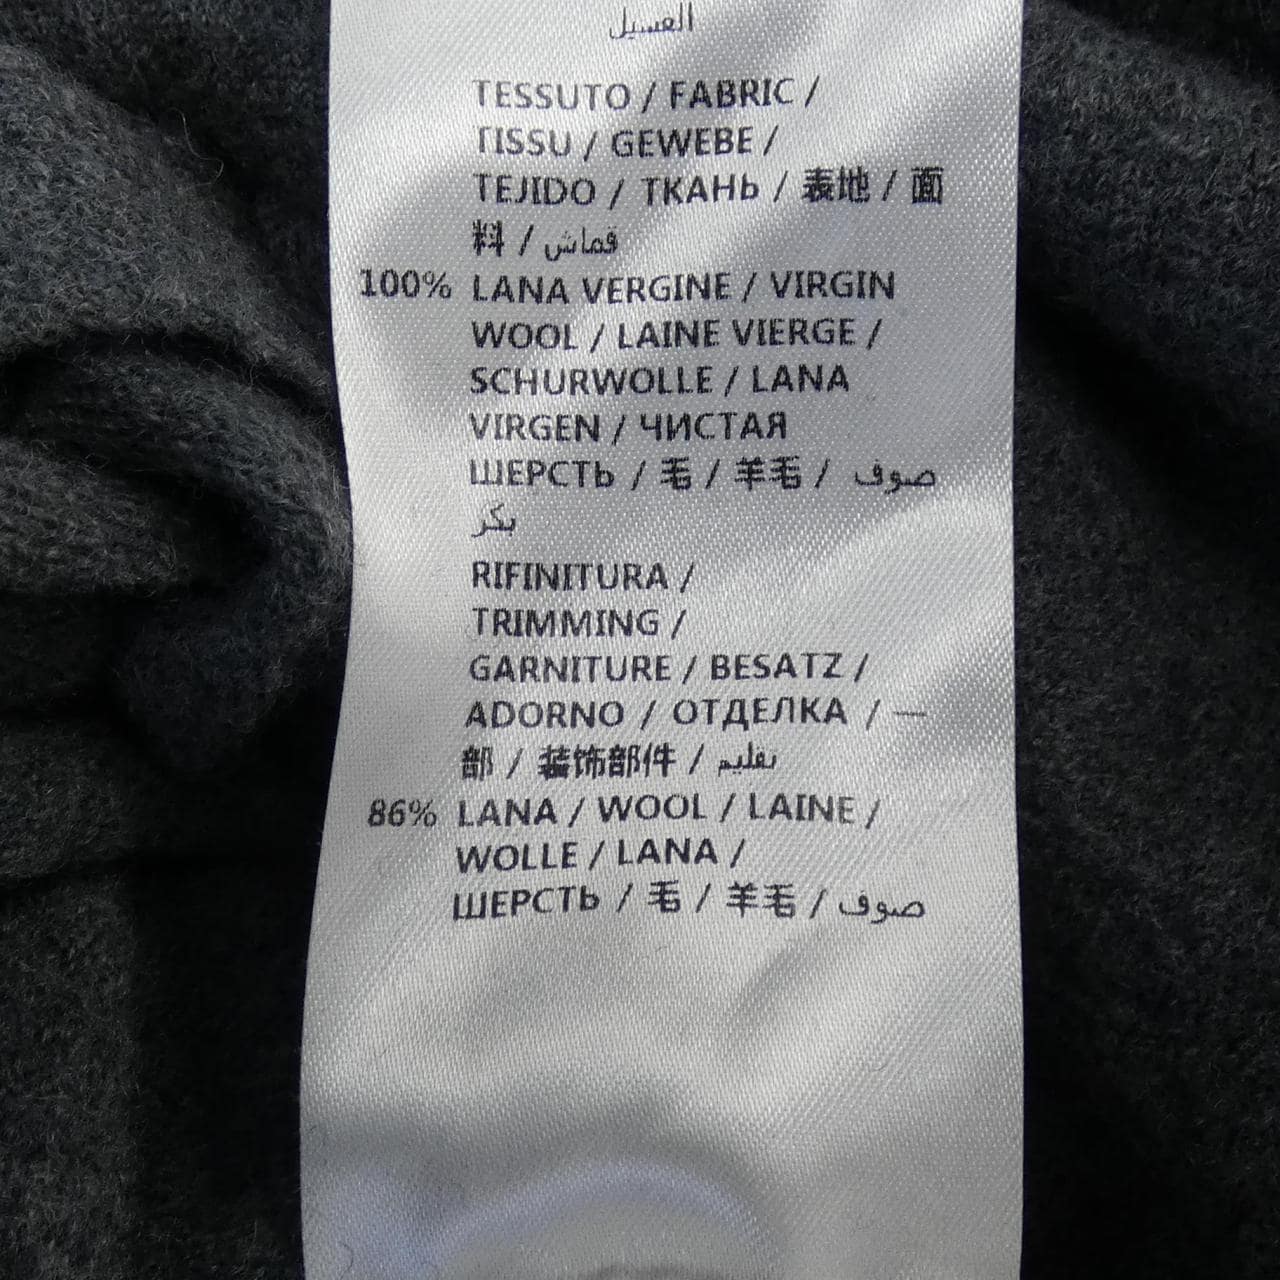 الغسيل
TESSUTO / FABRIC /
TISSU / GEWEBE /
TEJIDO / ТКАНЬ / 表地 / 面
料 / قماش
100% LANA VERGINE / VIRGIN
WOOL / LAINE VIERGE /
SCHURWOLLE / LANA
VIRGEN / ЧИСТАЯ
ШЕРСТЬ / 毛 / 羊毛 / صوف
بكر
RIFINITURA /
TRIMMING /
GARNITURE / BESATZ /
ADORNO / ОТДЕЛКА / 一
部 / 装饰部件 / تقليم
86% LANA / WOOL / LAINE /
WOLLE / LANA /
ШЕРСТЬ / 毛 / 羊毛 / صوف